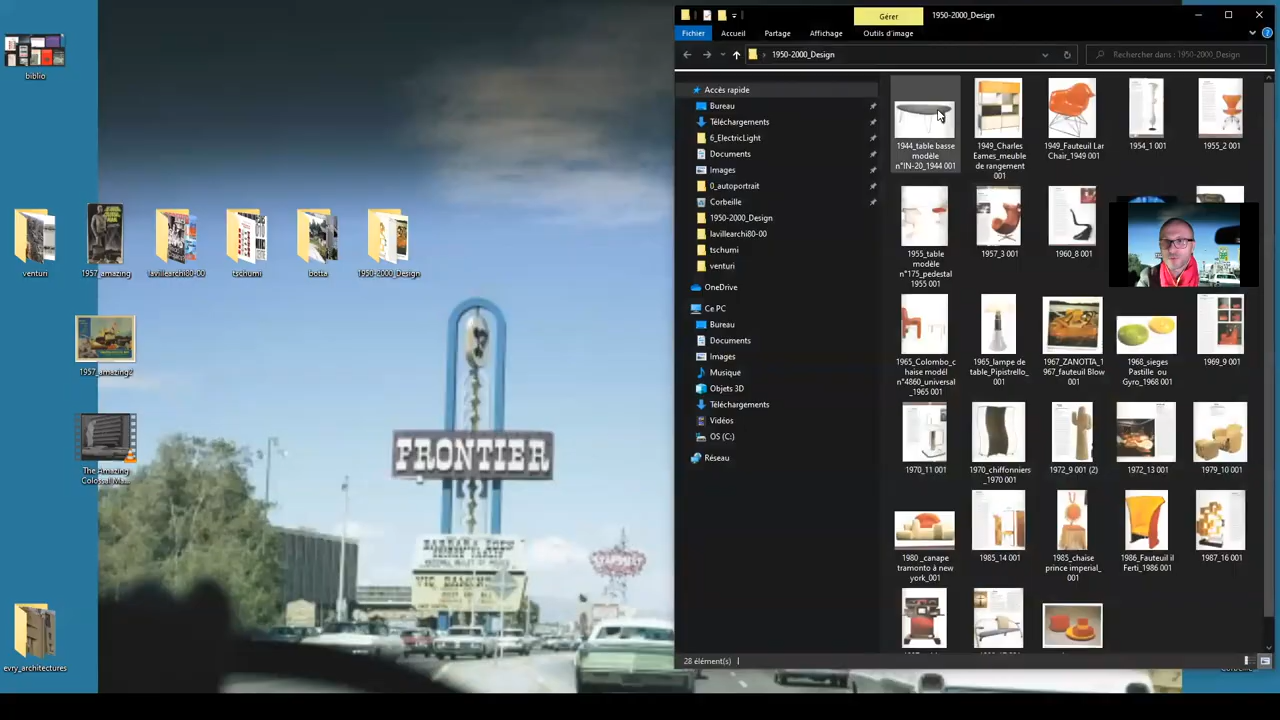 Gérer
1950-2000_Design
Fichier
Accueil
Partage
Affichage
Outils d'image
1950-2000_Design
Rechercher dans : 1950-2000_Design
biblio
venturi
1957_amazing
lavillearchi80-00
tschumi
botta
1950-2000_Design
1957_amazing2
The Amazing
Colossal Ma...
evry_architectures
FRONTIER
VIC DAMONE
STARDUST
Accès rapide
Bureau
Téléchargements
6_ElectricLight
Documents
Images
0_autoportrait
Corbeille
1950-2000_Design
lavillearchi80-00
tschumi
venturi
OneDrive
Ce PC
Bureau
Documents
Images
Musique
Objets 3D
Téléchargements
Vidéos
OS (C:)
Réseau
1944_table basse
modèle
n°IN-20_1944 001
1949_Charles
Eames_meuble
de rangement
001
1949_Fauteuil Lar
Chair_1949 001
1954_1 001
1955_2 001
1955_table
modèle
n°175_pedestal
1955 001
1957_3 001
1960_8 001
1965_Colombo_c
haise modèl
n°4860_universal
_1965 001
1965_lampe de
table_Pipistrello_
001
1967_ZANOTTA_1
967_fauteuil Blow
001
1968_sieges
Pastille ou
Gyro_1968 001
1969_9 001
1970_11 001
1970_chiffonniers
_1970 001
1972_9 001 (2)
1972_13 001
1979_10 001
1980 _canape
tramonto à new
york_001
1985_14 001
1985_chaise
prince imperial_
001
1986_Fauteuil il
Ferti_1986 001
1987_16 001
28 élément(s)